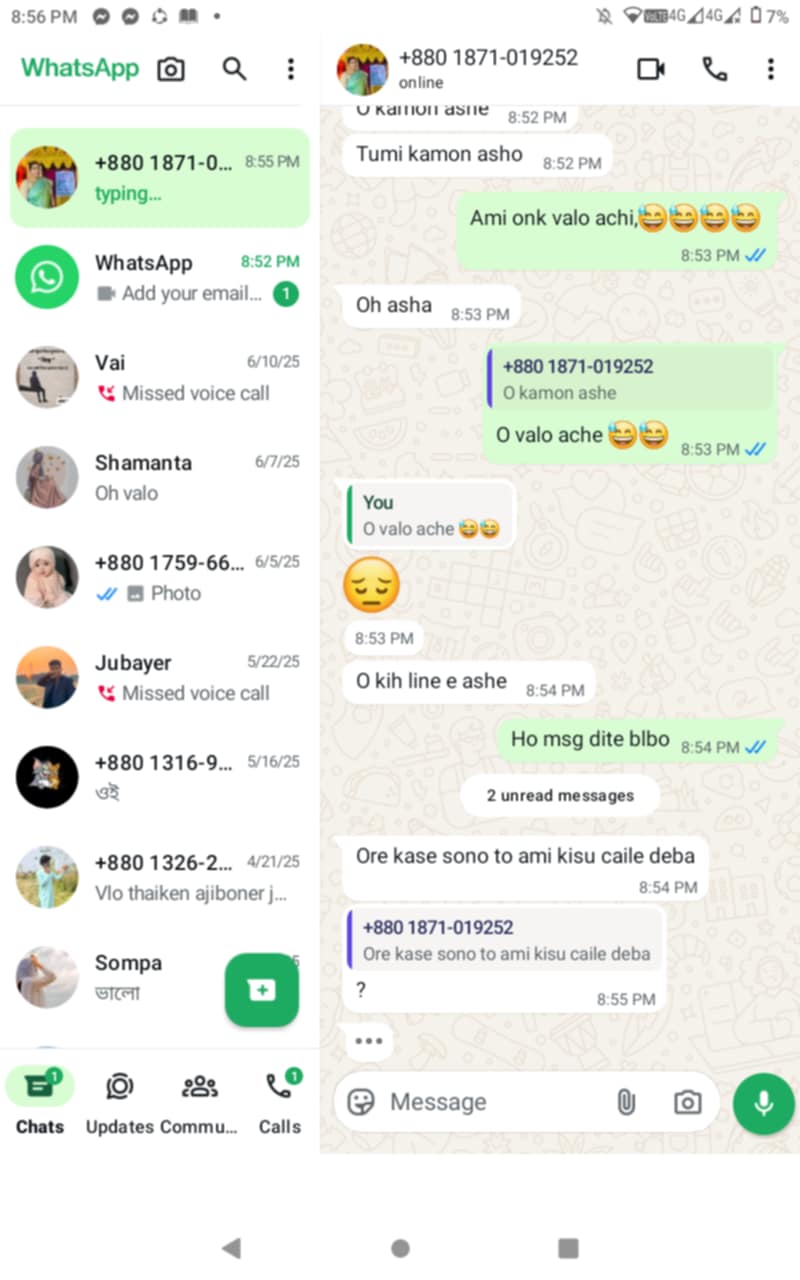 8:56 PM
VoLTE 4G 4G 7%
WhatsApp
+880 1871-0... 8:55 PM
typing...
WhatsApp 8:52 PM
Add your email... 1
Vai 6/10/25
Missed voice call
Shamanta 6/7/25
Oh valo
+880 1759-66... 6/5/25
Photo
Jubayer 5/22/25
Missed voice call
+880 1316-9... 5/16/25
ওই
+880 1326-2... 4/21/25
Vlo thaiken ajiboner j...
Sompa 5
ভালো
1 1
Chats Updates Commu... Calls
+880 1871-019252
online
O kamon ashe 8:52 PM
Tumi kamon asho 8:52 PM
Ami onk valo achi,😅😅😅😅
8:53 PM
Oh asha 8:53 PM
+880 1871-019252
O kamon ashe
O valo ache 😅😅 8:53 PM
You
O valo ache 😅😅
😔
8:53 PM
O kih line e ashe 8:54 PM
Ho msg dite blbo 8:54 PM
2 unread messages
Ore kase sono to ami kisu caile deba
8:54 PM
+880 1871-019252
Ore kase sono to ami kisu caile deba
? 8:55 PM
Message